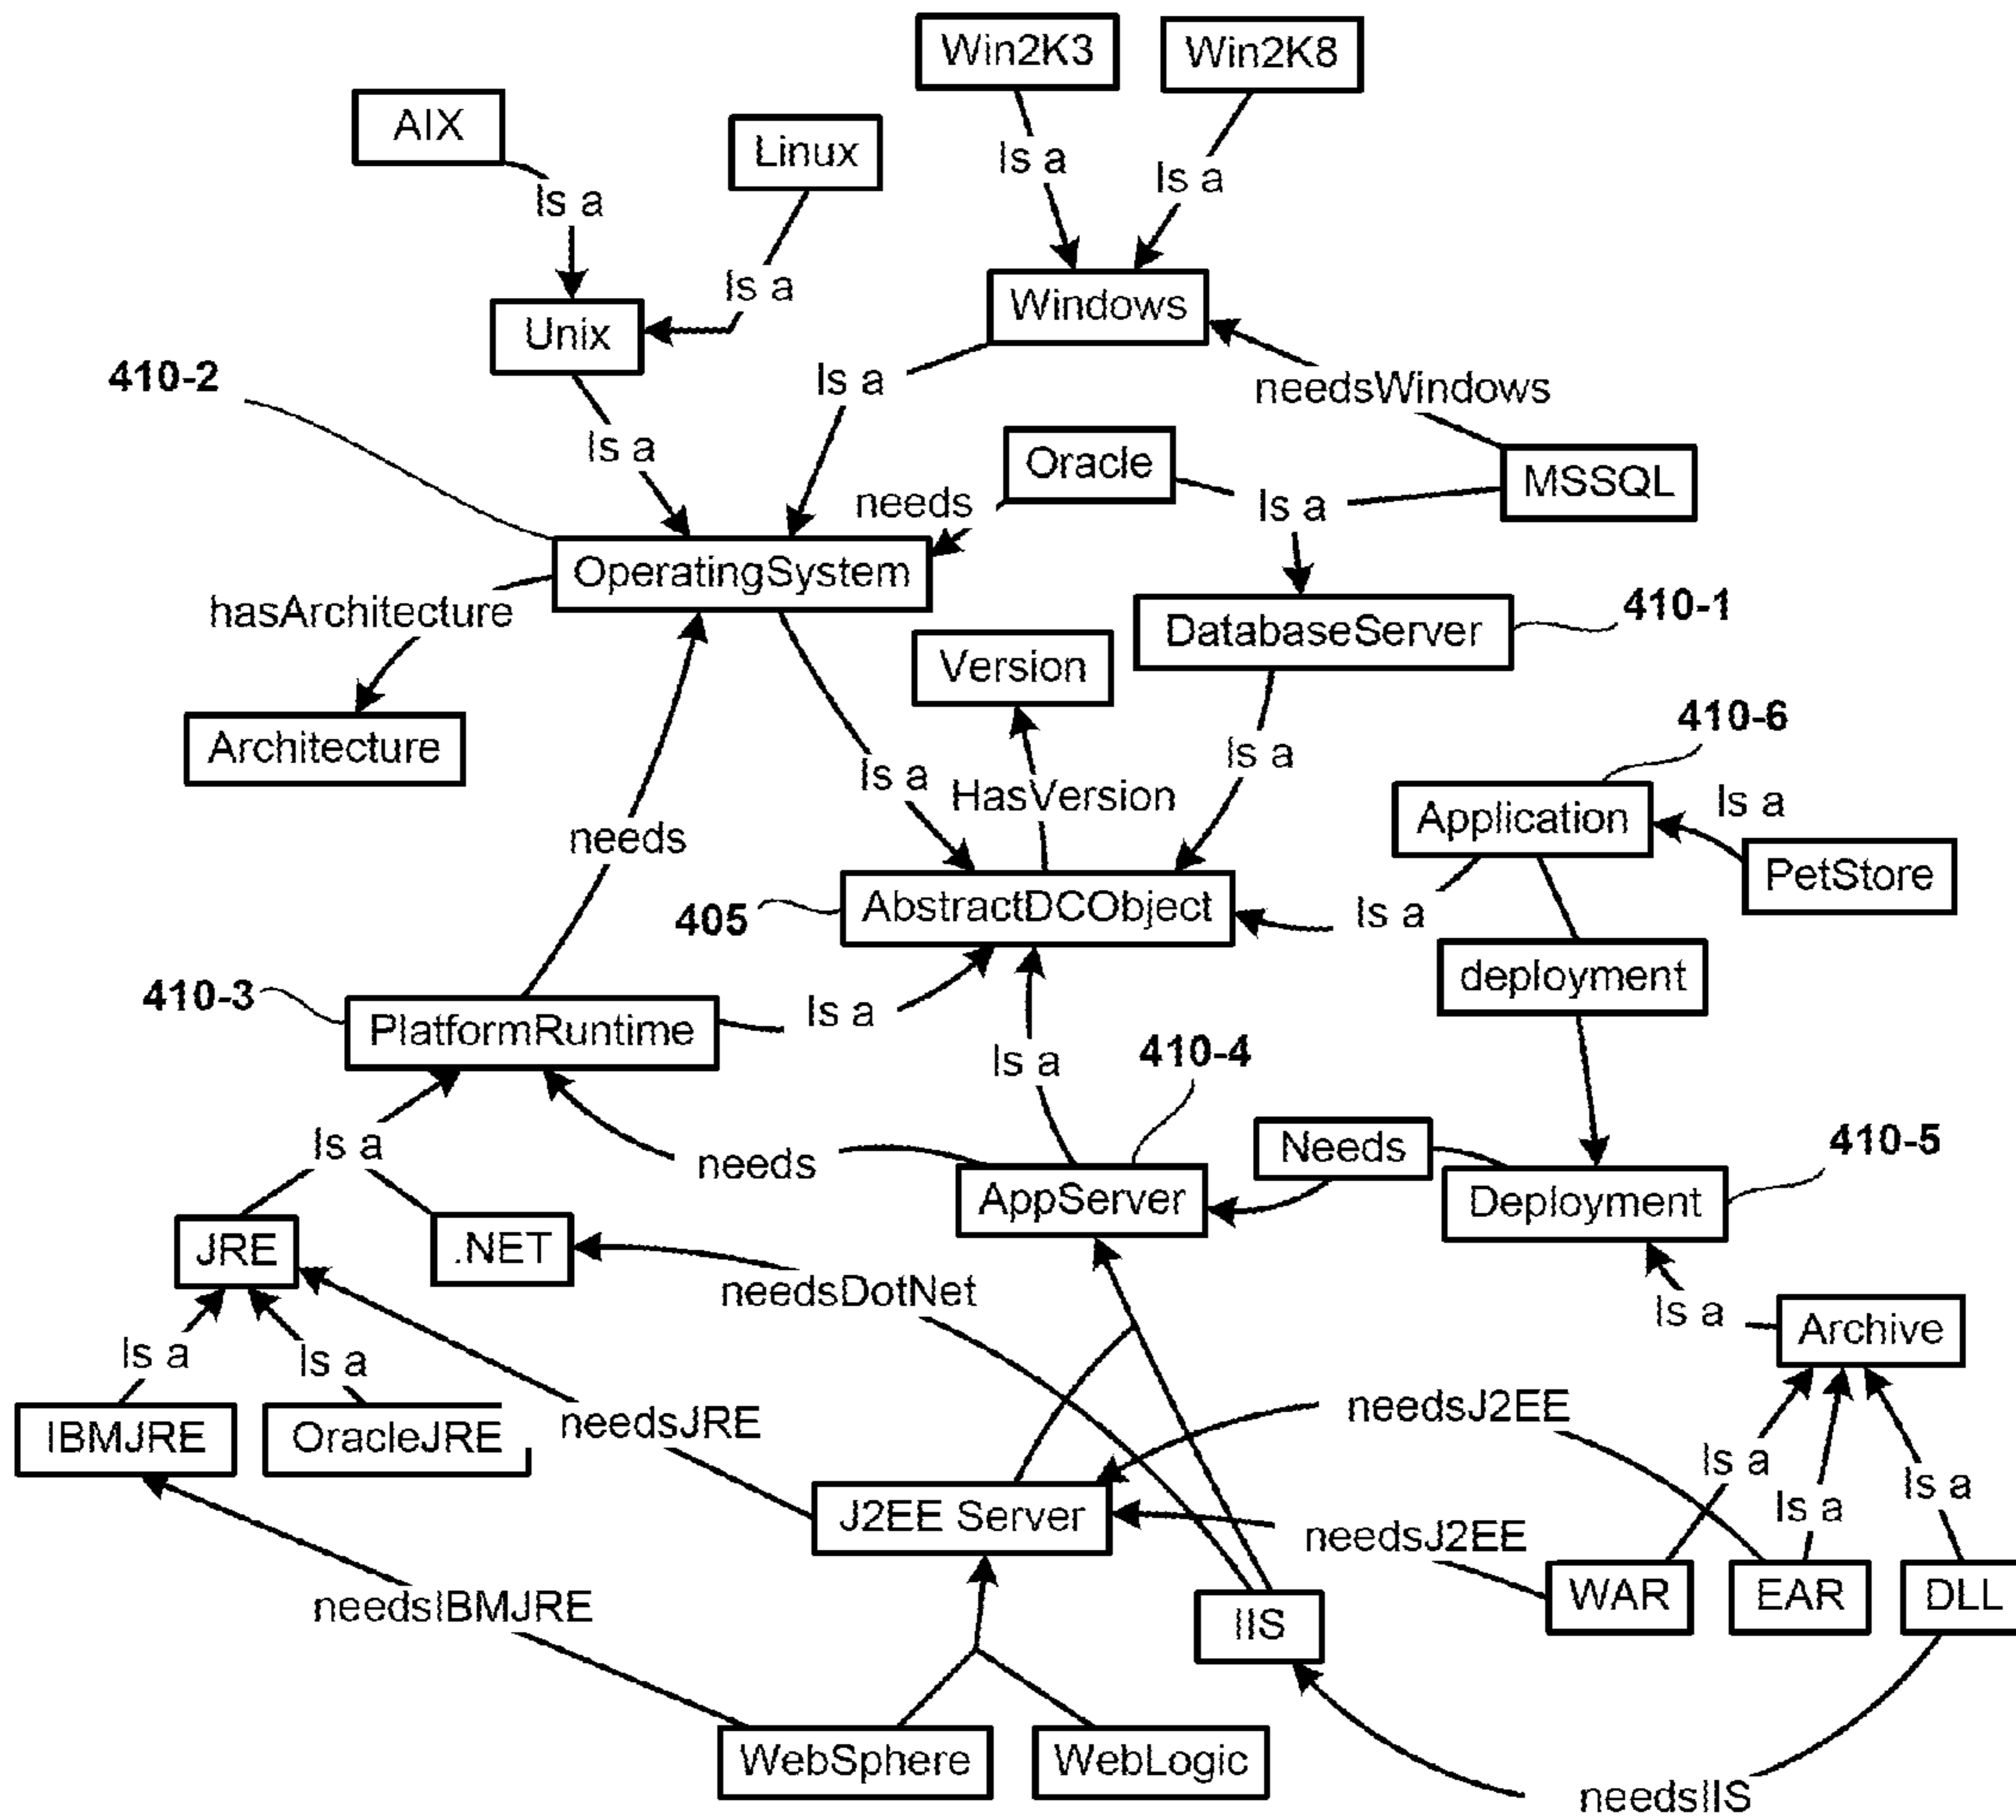 Win2K3
Win2K8
AIX
Linux
Is a
Is a
Is a
Is a
Windows
Unix
410-2
Is a
needsWindows
Is a
Oracle
MSSQL
needs
Is a
OperatingSystem
hasArchitecture
410-1
DatabaseServer
Version
410-6
Architecture
Is a
Is a
HasVersion
Is a
Application
needs
PetStore
405
AbstractDCObject
Is a
deployment
410-3
Is a
PlatformRuntime
Is a
410-4
Is a
Needs
410-5
needs
AppServer
Deployment
JRE
.NET
needsDotNet
Is a
Archive
Is a
Is a
needsJ2EE
needsJRE
IBMJRE
OracleJRE
Is a
Is a
Is a
J2EE Server
needsJ2EE
WAR
EAR
DLL
needsIBMJRE
IIS
WebSphere
WebLogic
needsIIS